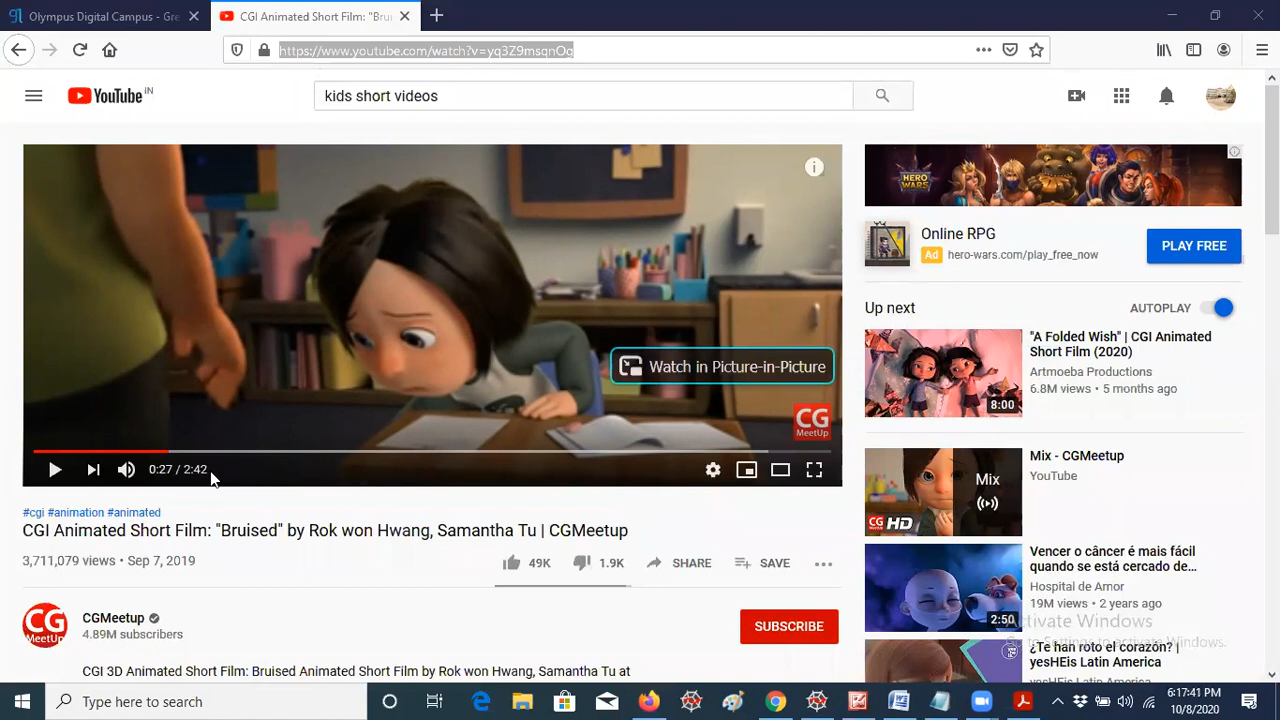 Olympus Digital Campus - Gre
CGI Animated Short Film: "Brui
https://www.youtube.com/watch?v=yq3Z9msqnOg
YouTube IN
kids short videos
HERO WARS
Online RPG
Ad hero-wars.com/play_free_now
PLAY FREE
Up next
AUTOPLAY
i
Watch in Picture-in-Picture
CG MeetUp
0:27 / 2:42
"A Folded Wish" | CGI Animated
Short Film (2020)
Artmoeba Productions
6.8M views • 5 months ago
8:00
Mix - CGMeetup
YouTube
Mix
CG MeetUp HD
#cgi #animation #animated
CGI Animated Short Film: "Bruised" by Rok won Hwang, Samantha Tu | CGMeetup
3,711,079 views • Sep 7, 2019
49K
1.9K
SHARE
SAVE
Vencer o câncer é mais fácil
quando se está cercado de...
Hospital de Amor
19M views • 2 years ago
2:50
CG MeetUp
CGMeetup
4.89M subscribers
SUBSCRIBE
Activate Windows
Go to Settings to activate Windows.
¿Te han roto el corazón? |
yesHEis Latin America
yesHEis Latin America
CGI 3D Animated Short Film: Bruised Animated Short Film by Rok won Hwang, Samantha Tu at
Type here to search
6:17:41 PM
10/8/2020